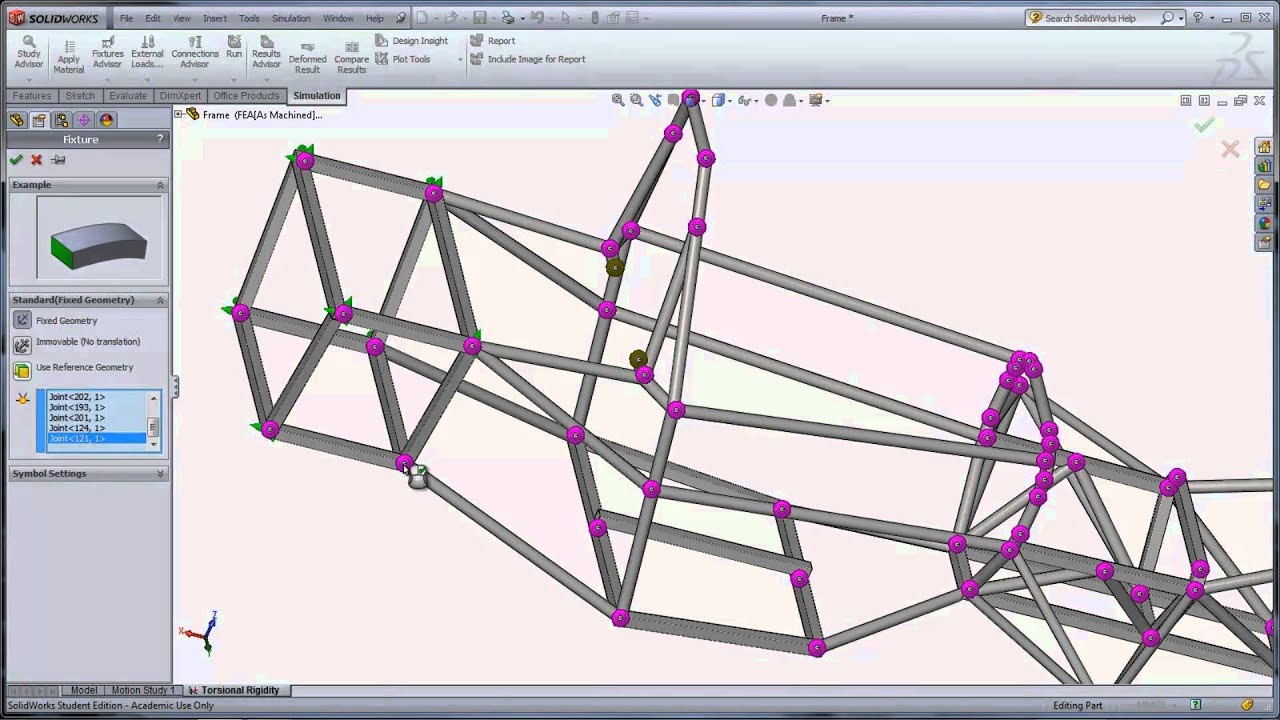 SOLIDWORKS File Edit View Insert Tools Simulation Window Help Frame * Search SolidWorks Help
Study Advisor
Apply Material
Fixtures Advisor
External Loads...
Connections Advisor
Run
Results Advisor
Deformed Result
Compare Results
Design Insight
Plot Tools
Report
Include Image for Report
Features Sketch Evaluate DimXpert Office Products Simulation
Frame (FEA[As Machined]...
Fixture ?
Example
Standard(Fixed Geometry)
Fixed Geometry
Immovable (No translation)
Use Reference Geometry
Joint<202, 1>
Joint<193, 1>
Joint<201, 1>
Joint<124, 1>
Joint<121, 1>
Symbol Settings
Z
X
Model Motion Study 1 Torsional Rigidity
SolidWorks Student Edition - Academic Use Only Editing Part MMGS